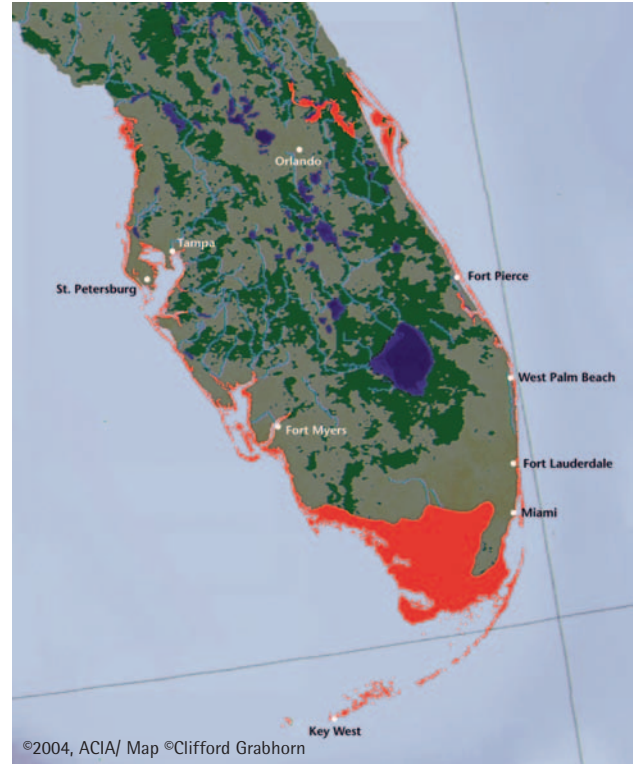 Orlando
Tampa
St. Petersburg
Fort Pierce
West Palm Beach
Fort Myers
Fort Lauderdale
Miami
Key West
©2004, ACIA/ Map ©Clifford Grabhorn